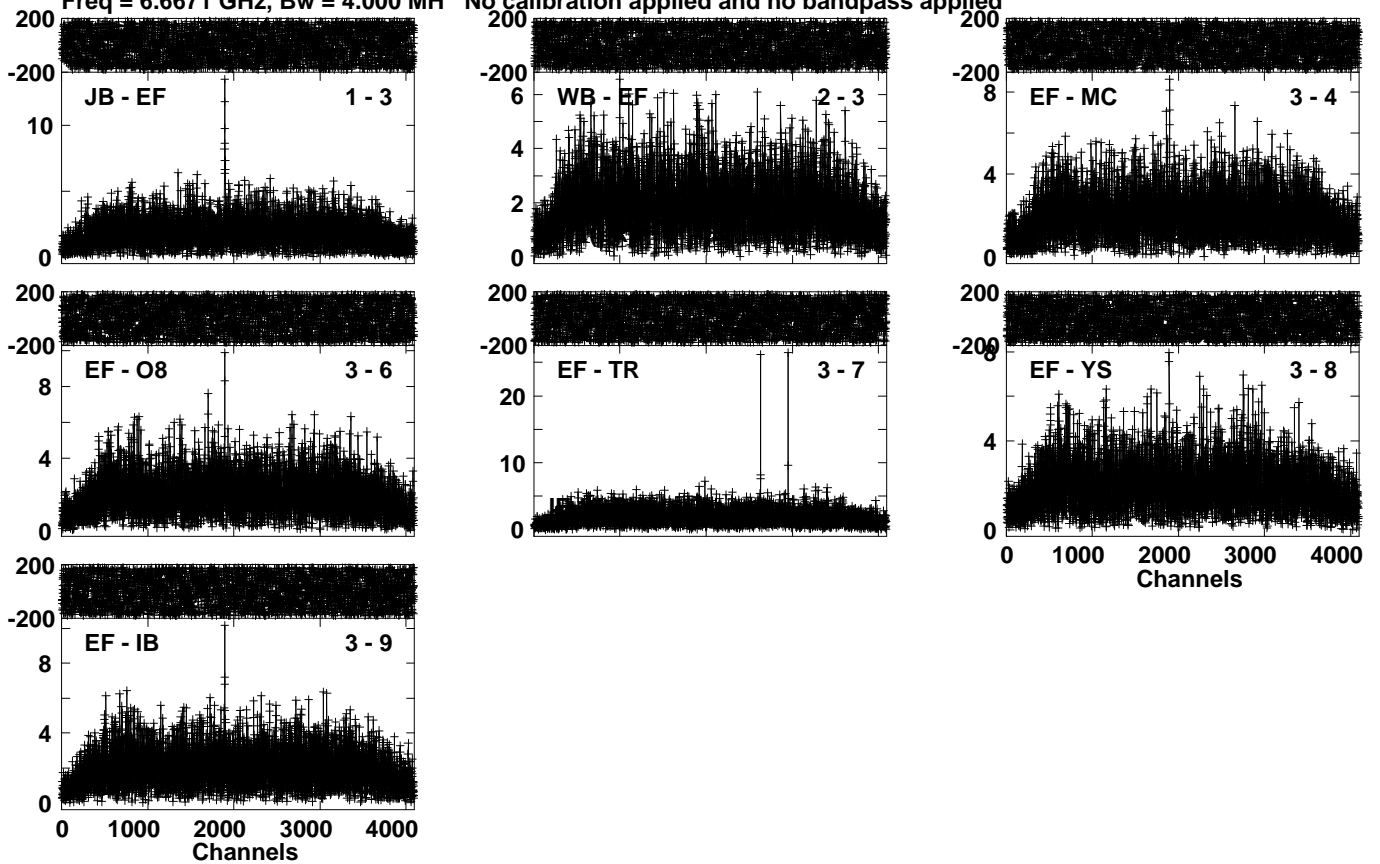 Freq = 6.6671 GHz, Bw = 4.000 MH No calibration applied and no bandpass applied
200
-200
JB - EF 1 - 3
10
0
200
-200
WB - EF 2 - 3
6
4
2
0
200
-200
EF - MC 3 - 4
8
4
0
200
-200
EF - O8 3 - 6
8
4
0
200
-200
EF - TR 3 - 7
20
10
0
200
-200
EF - YS 3 - 8
8
4
0
0 1000 2000 3000 4000
Channels
200
-200
EF - IB 3 - 9
8
4
0
0 1000 2000 3000 4000
Channels